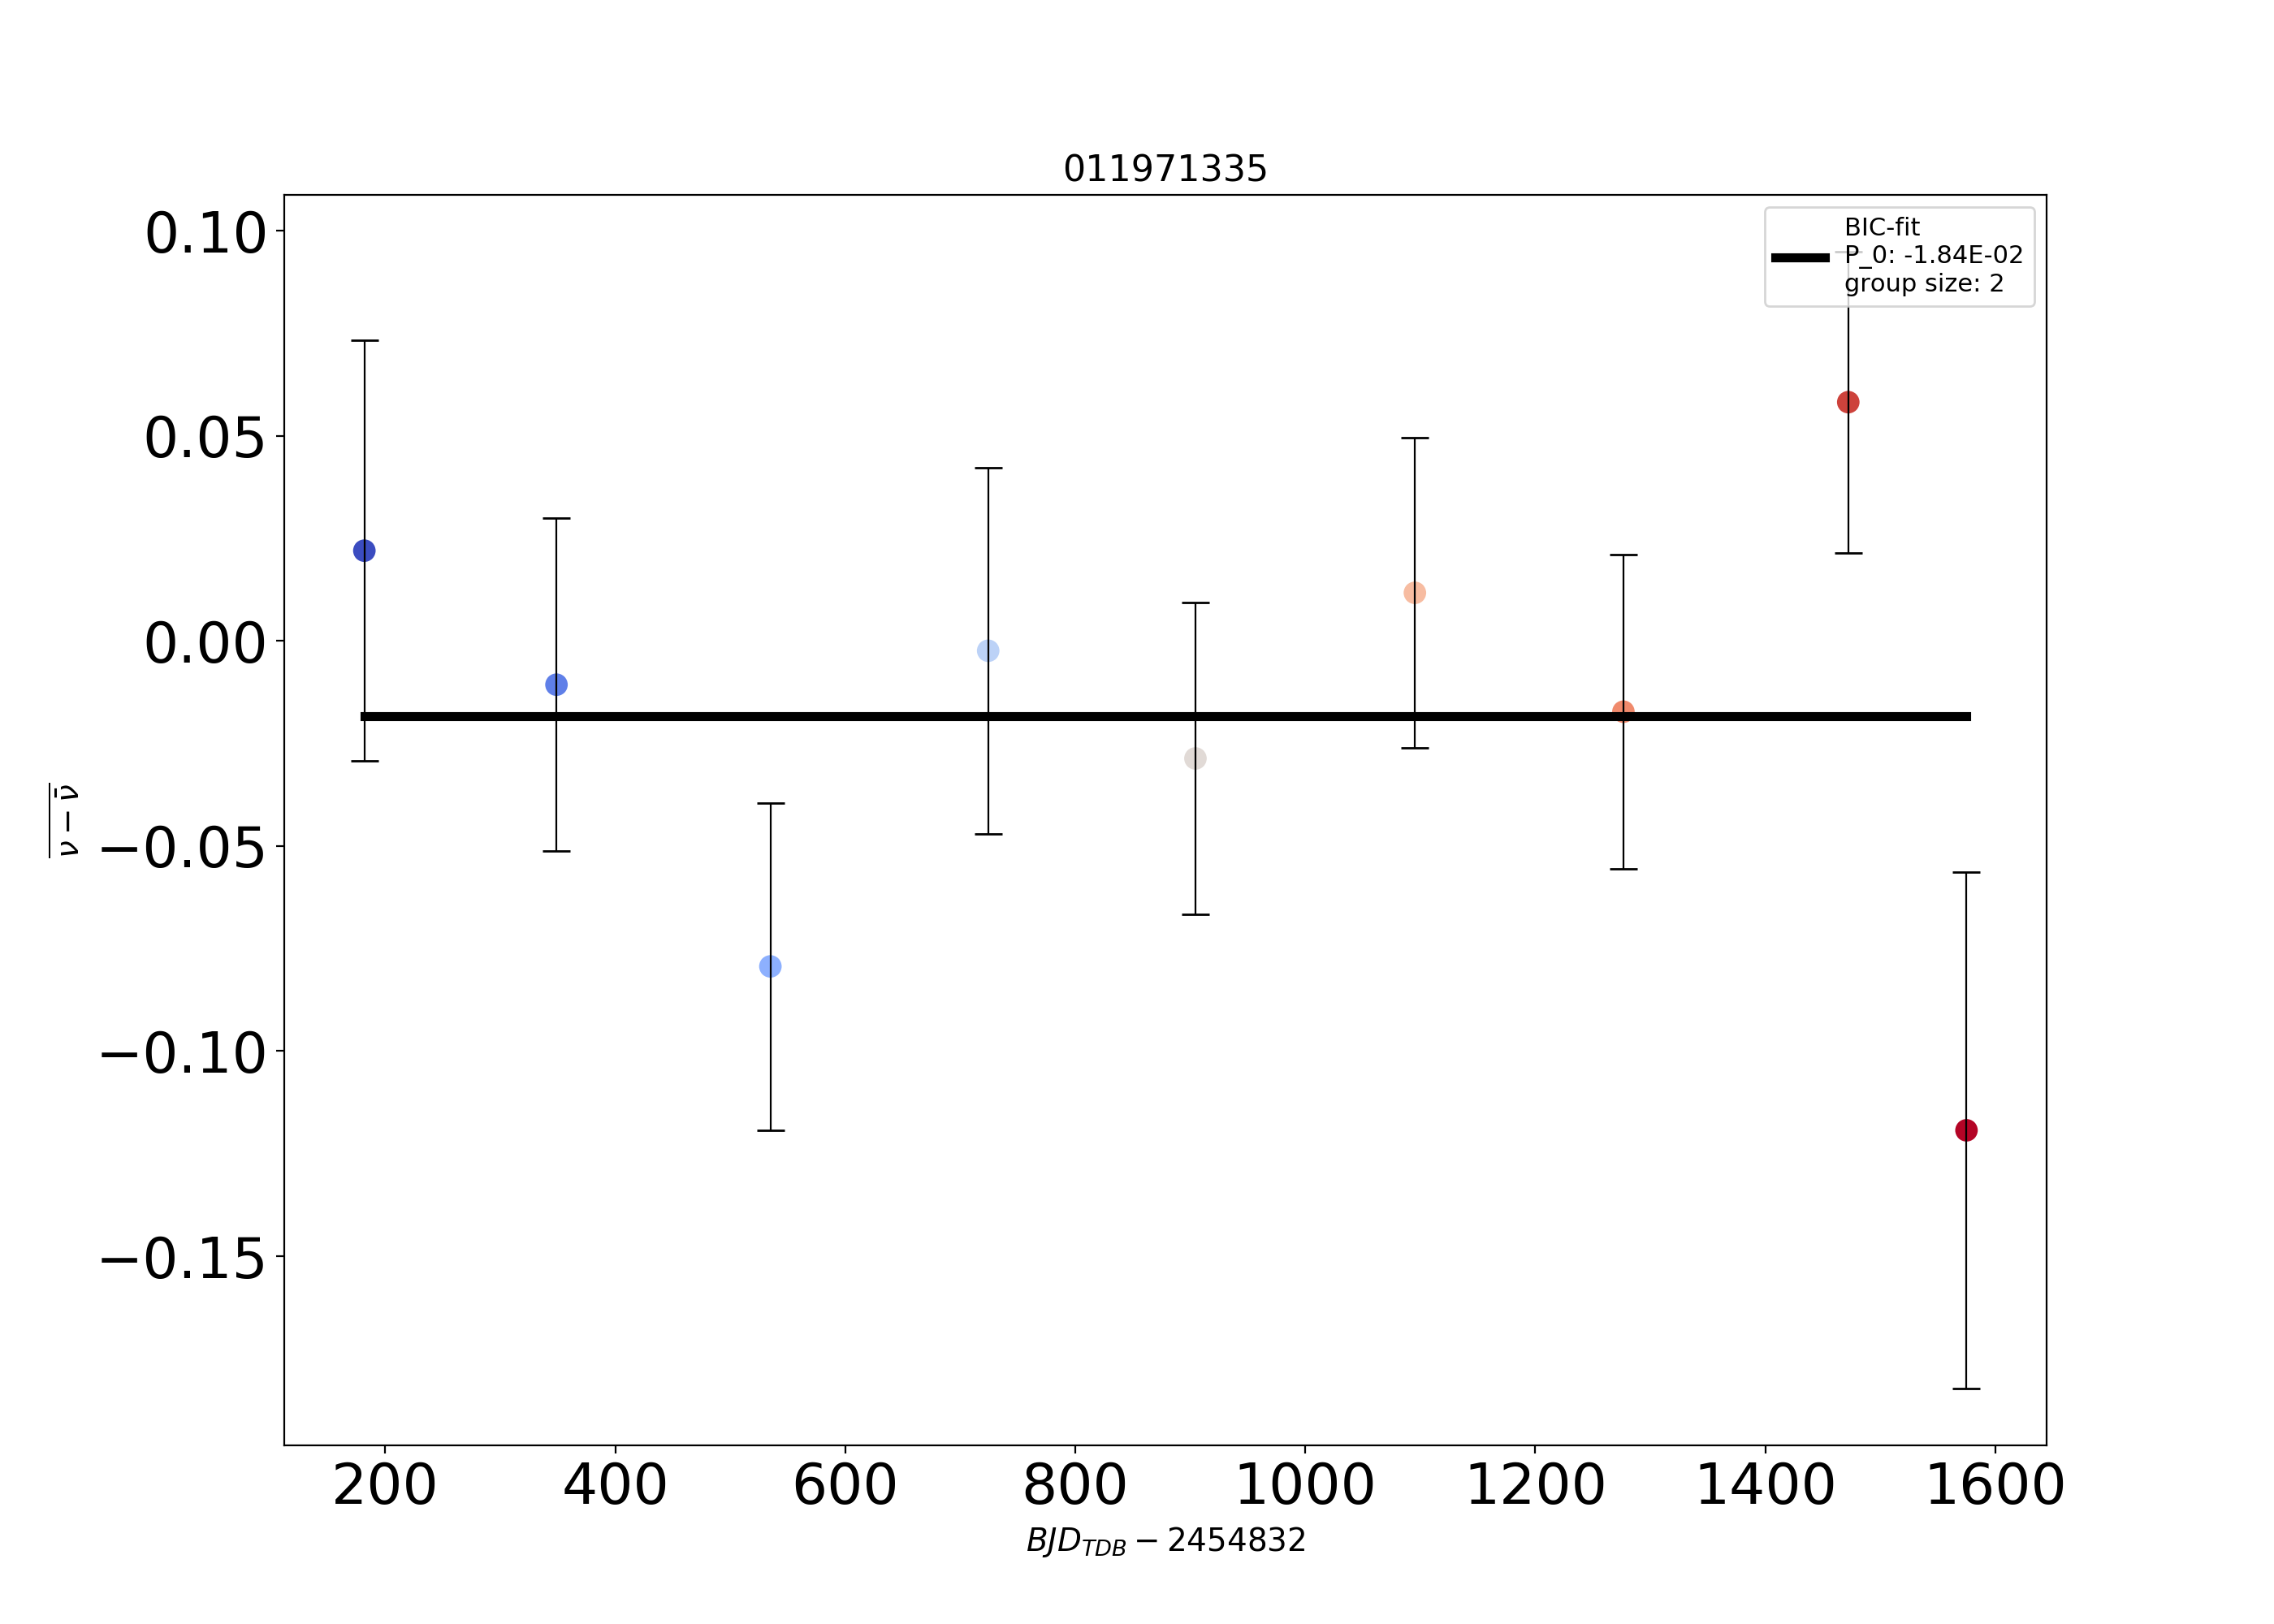 011971335
BIC-fit
P_0: -1.84E-02
group size: 2
0.10
0.05
0.00
−0.05
−0.10
−0.15
ν − ν̄
200 400 600 800 1000 1200 1400 1600
BJD_TDB − 2454832